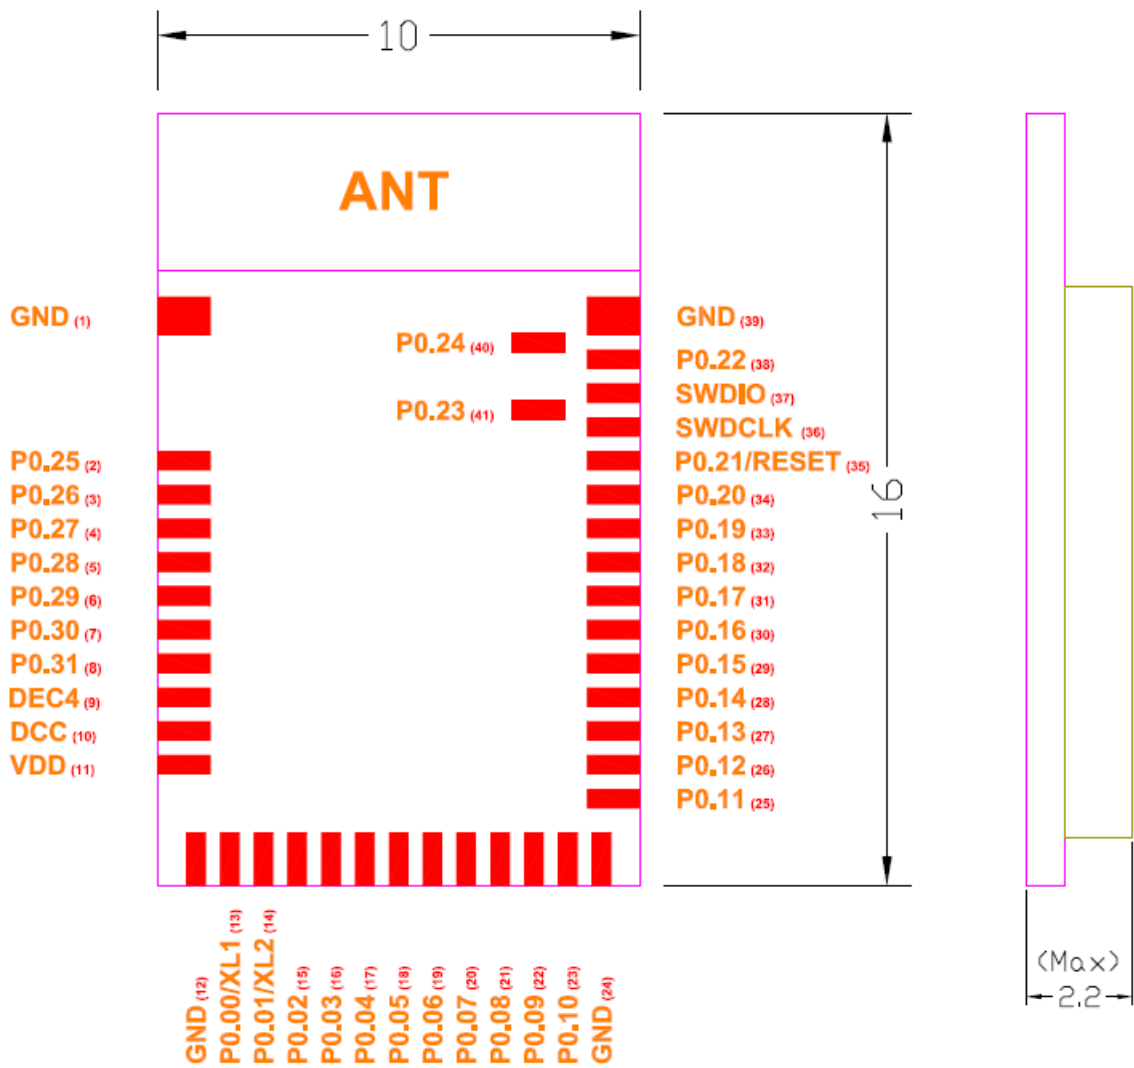 10
ANT
GND (1)
P0.25 (2)
P0.26 (3)
P0.27 (4)
P0.28 (5)
P0.29 (6)
P0.30 (7)
P0.31 (8)
DEC4 (9)
DCC (10)
VDD (11)
P0.24 (40)
P0.23 (41)
GND (39)
P0.22 (38)
SWDIO (37)
SWDCLK (36)
P0.21/RESET (35)
P0.20 (34)
P0.19 (33)
P0.18 (32)
P0.17 (31)
P0.16 (30)
P0.15 (29)
P0.14 (28)
P0.13 (27)
P0.12 (26)
P0.11 (25)
16
GND (12)
P0.00/XL1 (13)
P0.01/XL2 (14)
P0.02 (15)
P0.03 (16)
P0.04 (17)
P0.05 (18)
P0.06 (19)
P0.07 (20)
P0.08 (21)
P0.09 (22)
P0.10 (23)
GND (24)
(Max)
2.2